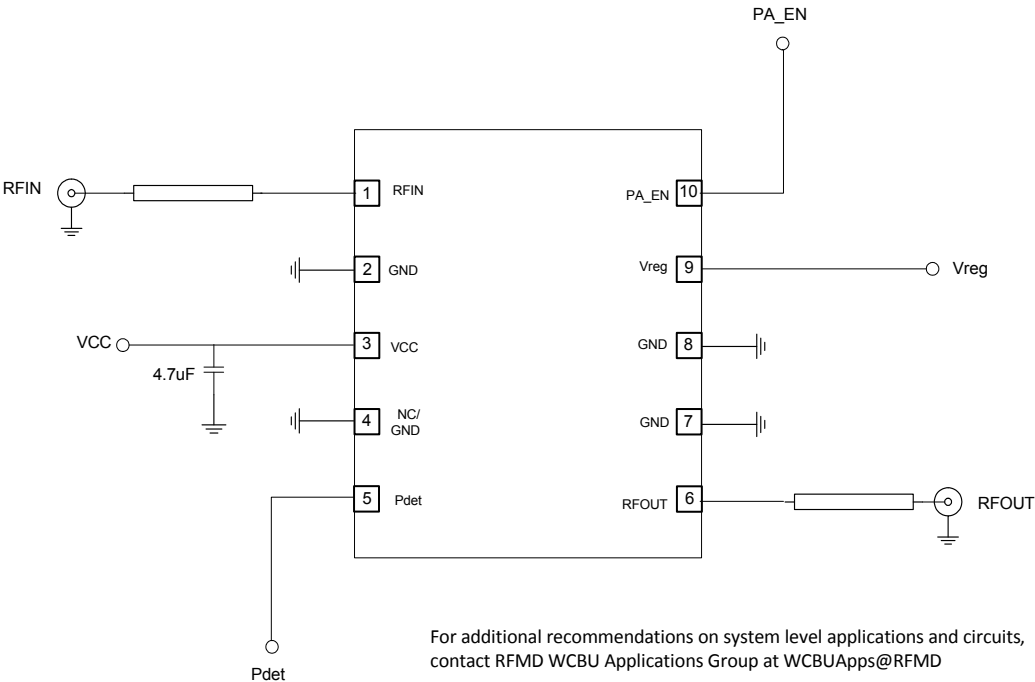 PA_EN
RFIN
1 RFIN
PA_EN 10
2 GND
Vreg 9
Vreg
VCC
3 VCC
GND 8
4.7uF
4 NC/
GND
GND 7
5 Pdet
RFOUT 6
RFOUT
For additional recommendations on system level applications and circuits,
contact RFMD WCBU Applications Group at WCBUApps@RFMD
Pdet